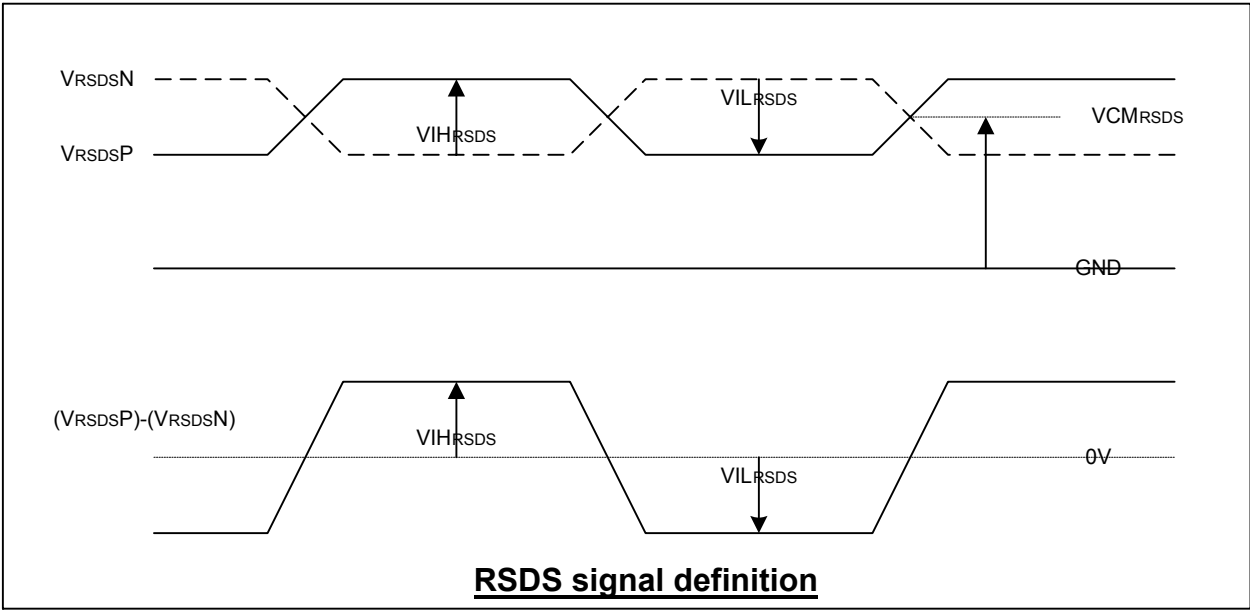 VRSDSN
VILRSDS
VCMRSDS
VIHRSDS
VRSDSP
GND
(VRSDSP)-(VRSDSN)
VIHRSDS
0V
VILRSDS
RSDS signal definition